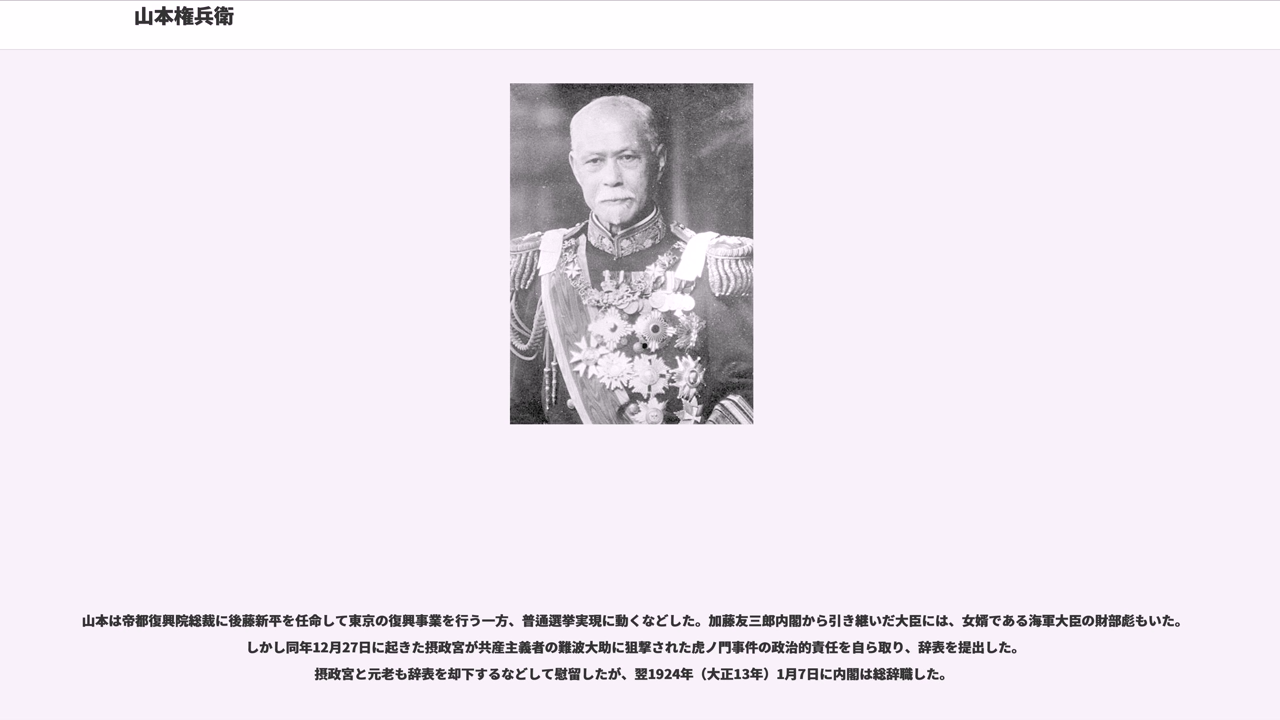 山本権兵衛
山本は帝都復興院総裁に後藤新平を任命して東京の復興事業を行う一方、普通選挙実現に動くなどした。加藤友三郎内閣から引き継いだ大臣には、女婿である海軍大臣の財部彪もいた。
しかし同年12月27日に起きた摂政宮が共産主義者の難波大助に狙撃された虎ノ門事件の政治的責任を自ら取り、辞表を提出した。
摂政宮と元老も辞表を却下するなどして慰留したが、翌1924年（大正13年）1月7日に内閣は総辞職した。